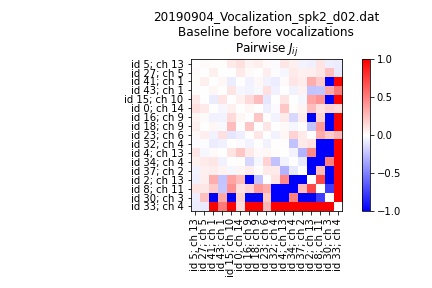 20190904_Vocalization_spk2_d02.dat
Baseline before vocalizations
Pairwise J_ij
id 5; ch 13
id 27; ch 5
id 41; ch 1
id 43; ch 1
id 15; ch 10
id 0; ch 14
id 16; ch 9
id 18; ch 9
id 23; ch 6
id 32; ch 4
id 4; ch 13
id 34; ch 4
id 37; ch 2
id 2; ch 13
id 8; ch 11
id 30; ch 3
id 33; ch 4
id 5; ch 13
id 27; ch 5
id 41; ch 1
id 43; ch 1
id 15; ch 10
id 0; ch 14
id 16; ch 9
id 18; ch 9
id 23; ch 6
id 32; ch 4
id 4; ch 13
id 34; ch 4
id 37; ch 2
id 2; ch 13
id 8; ch 11
id 30; ch 3
id 33; ch 4
1.0
0.5
0.0
−0.5
−1.0